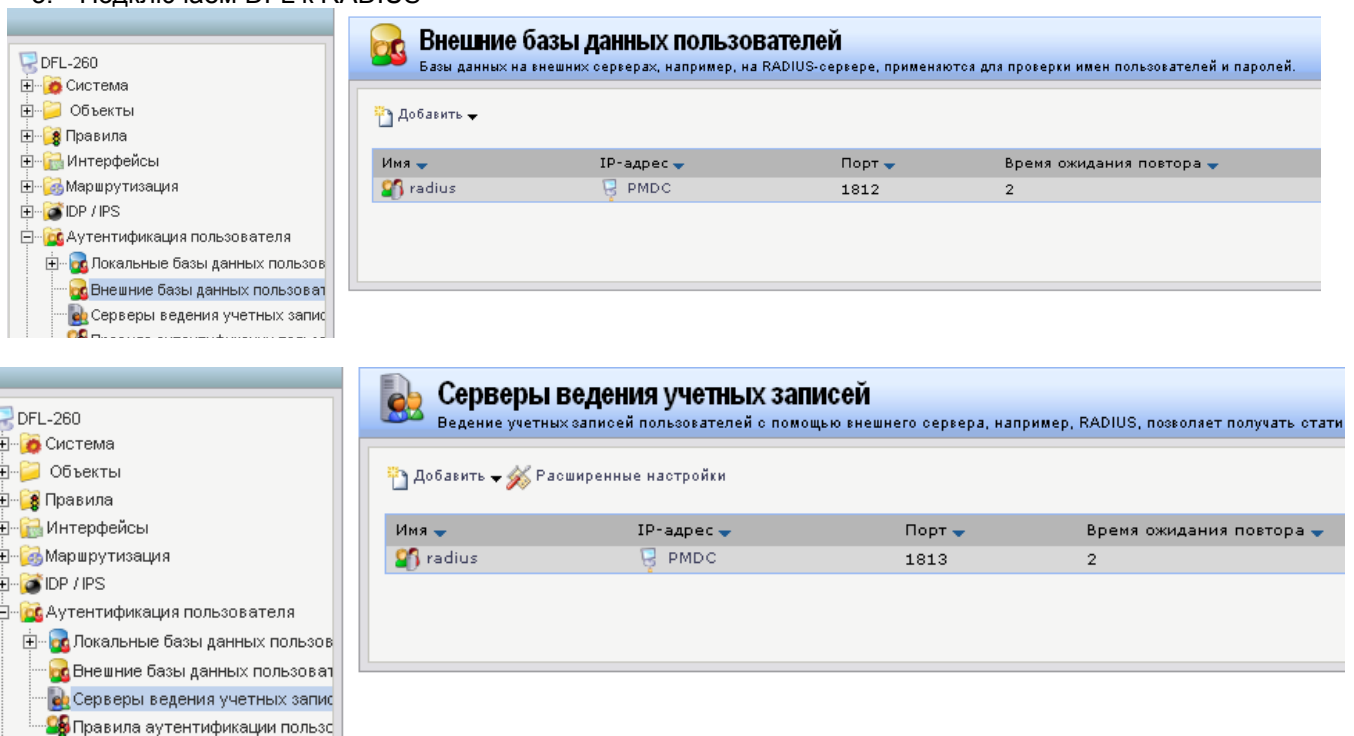 Подключаем DFL к RADIUS
Внешние базы данных пользователей
Базы данных на внешних серверах, например, на RADIUS-сервере, применяются для проверки имен пользователей и паролей.
DFL-260
Система
Объекты
Правила
Интерфейсы
Маршрутизация
IDP / IPS
Аутентификация пользователя
Локальные базы данных пользов
Внешние базы данных пользоват
Серверы ведения учетных запис
Добавить
Имя IP-адрес Порт Время ожидания повтора
radius PMDC 1812 2
Серверы ведения учетных записей
Ведение учетных записей пользователей с помощью внешнего сервера, например, RADIUS, позволяет получать стати
DFL-260
Система
Объекты
Правила
Интерфейсы
Маршрутизация
IDP / IPS
Аутентификация пользователя
Локальные базы данных пользов
Внешние базы данных пользоват
Серверы ведения учетных запис
Правила аутентификации пользо
Добавить Расширенные настройки
Имя IP-адрес Порт Время ожидания повтора
radius PMDC 1813 2